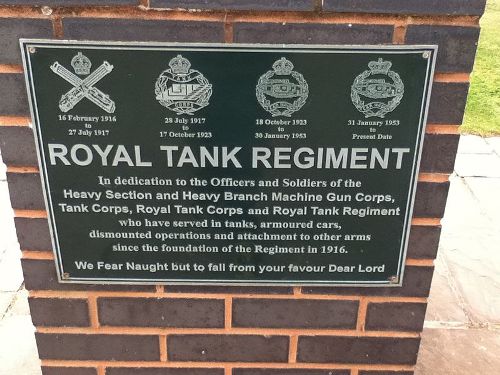 16 February 1916
to
27 July 1917
28 July 1917
to
17 October 1923
18 October 1923
to
30 January 1953
31 January 1953
to
Present Date
ROYAL TANK REGIMENT
In dedication to the Officers and Soldiers of the
Heavy Section and Heavy Branch Machine Gun Corps,
Tank Corps, Royal Tank Corps and Royal Tank Regiment
who have served in tanks, armoured cars,
dismounted operations and attachment to other arms
since the foundation of the Regiment in 1916.
We Fear Naught but to fall from your favour Dear Lord